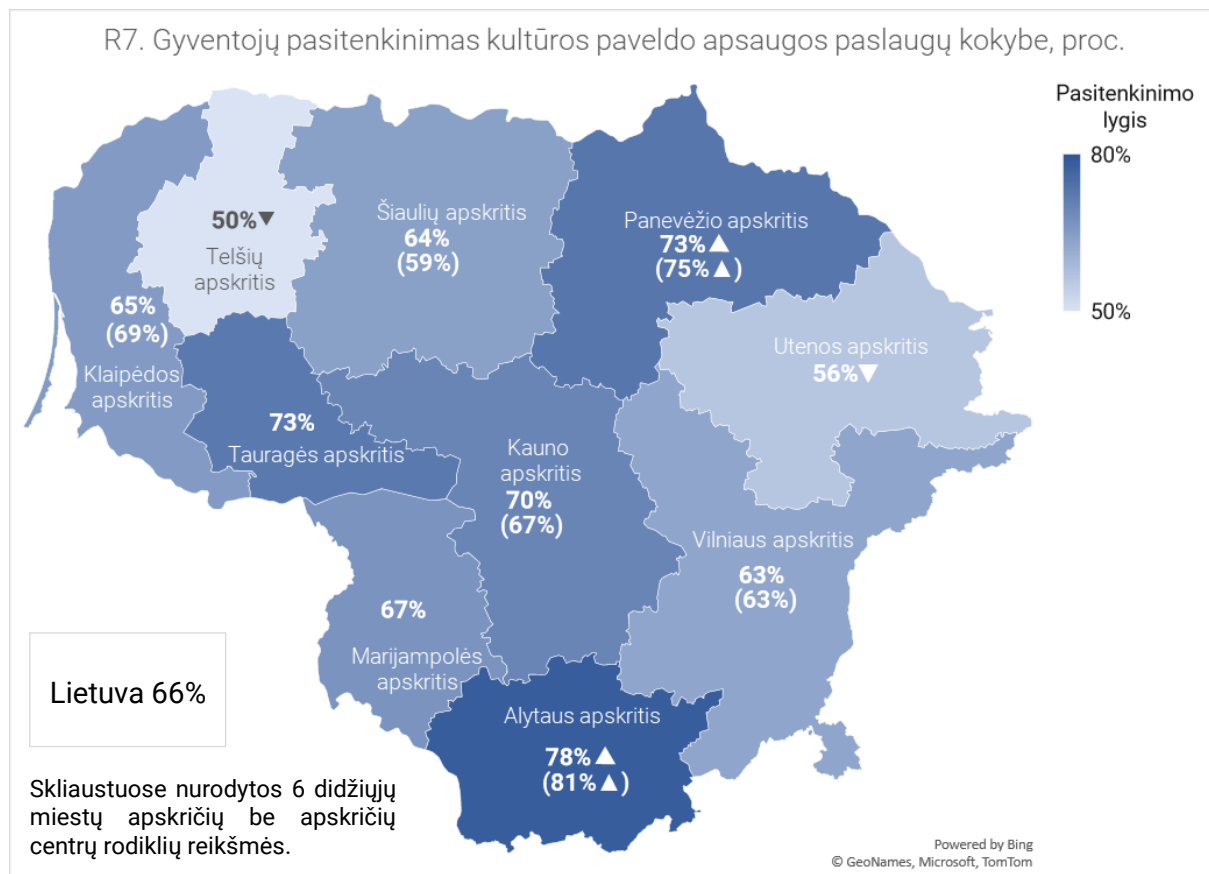 R7. Gyventojų pasitenkinimas kultūros paveldo apsaugos paslaugų kokybe, proc.
Pasitenkinimo
lygis
80%
50%
50%▼
Telšių
apskritis
Šiaulių apskritis
64%
(59%)
Panevėžio apskritis
73%▲
(75%▲)
65%
(69%)
Klaipėdos
apskritis
Utenos apskritis
56%▼
73%
Tauragės apskritis
Kauno
apskritis
70%
(67%)
Vilniaus apskritis
63%
(63%)
67%
Marijampolės
apskritis
Alytaus apskritis
78%▲
(81%▲)
Lietuva 66%
Skliaustuose nurodytos 6 didžiųjų
miestų apskričių be apskričių
centrų rodiklių reikšmės.
Powered by Bing
© GeoNames, Microsoft, TomTom